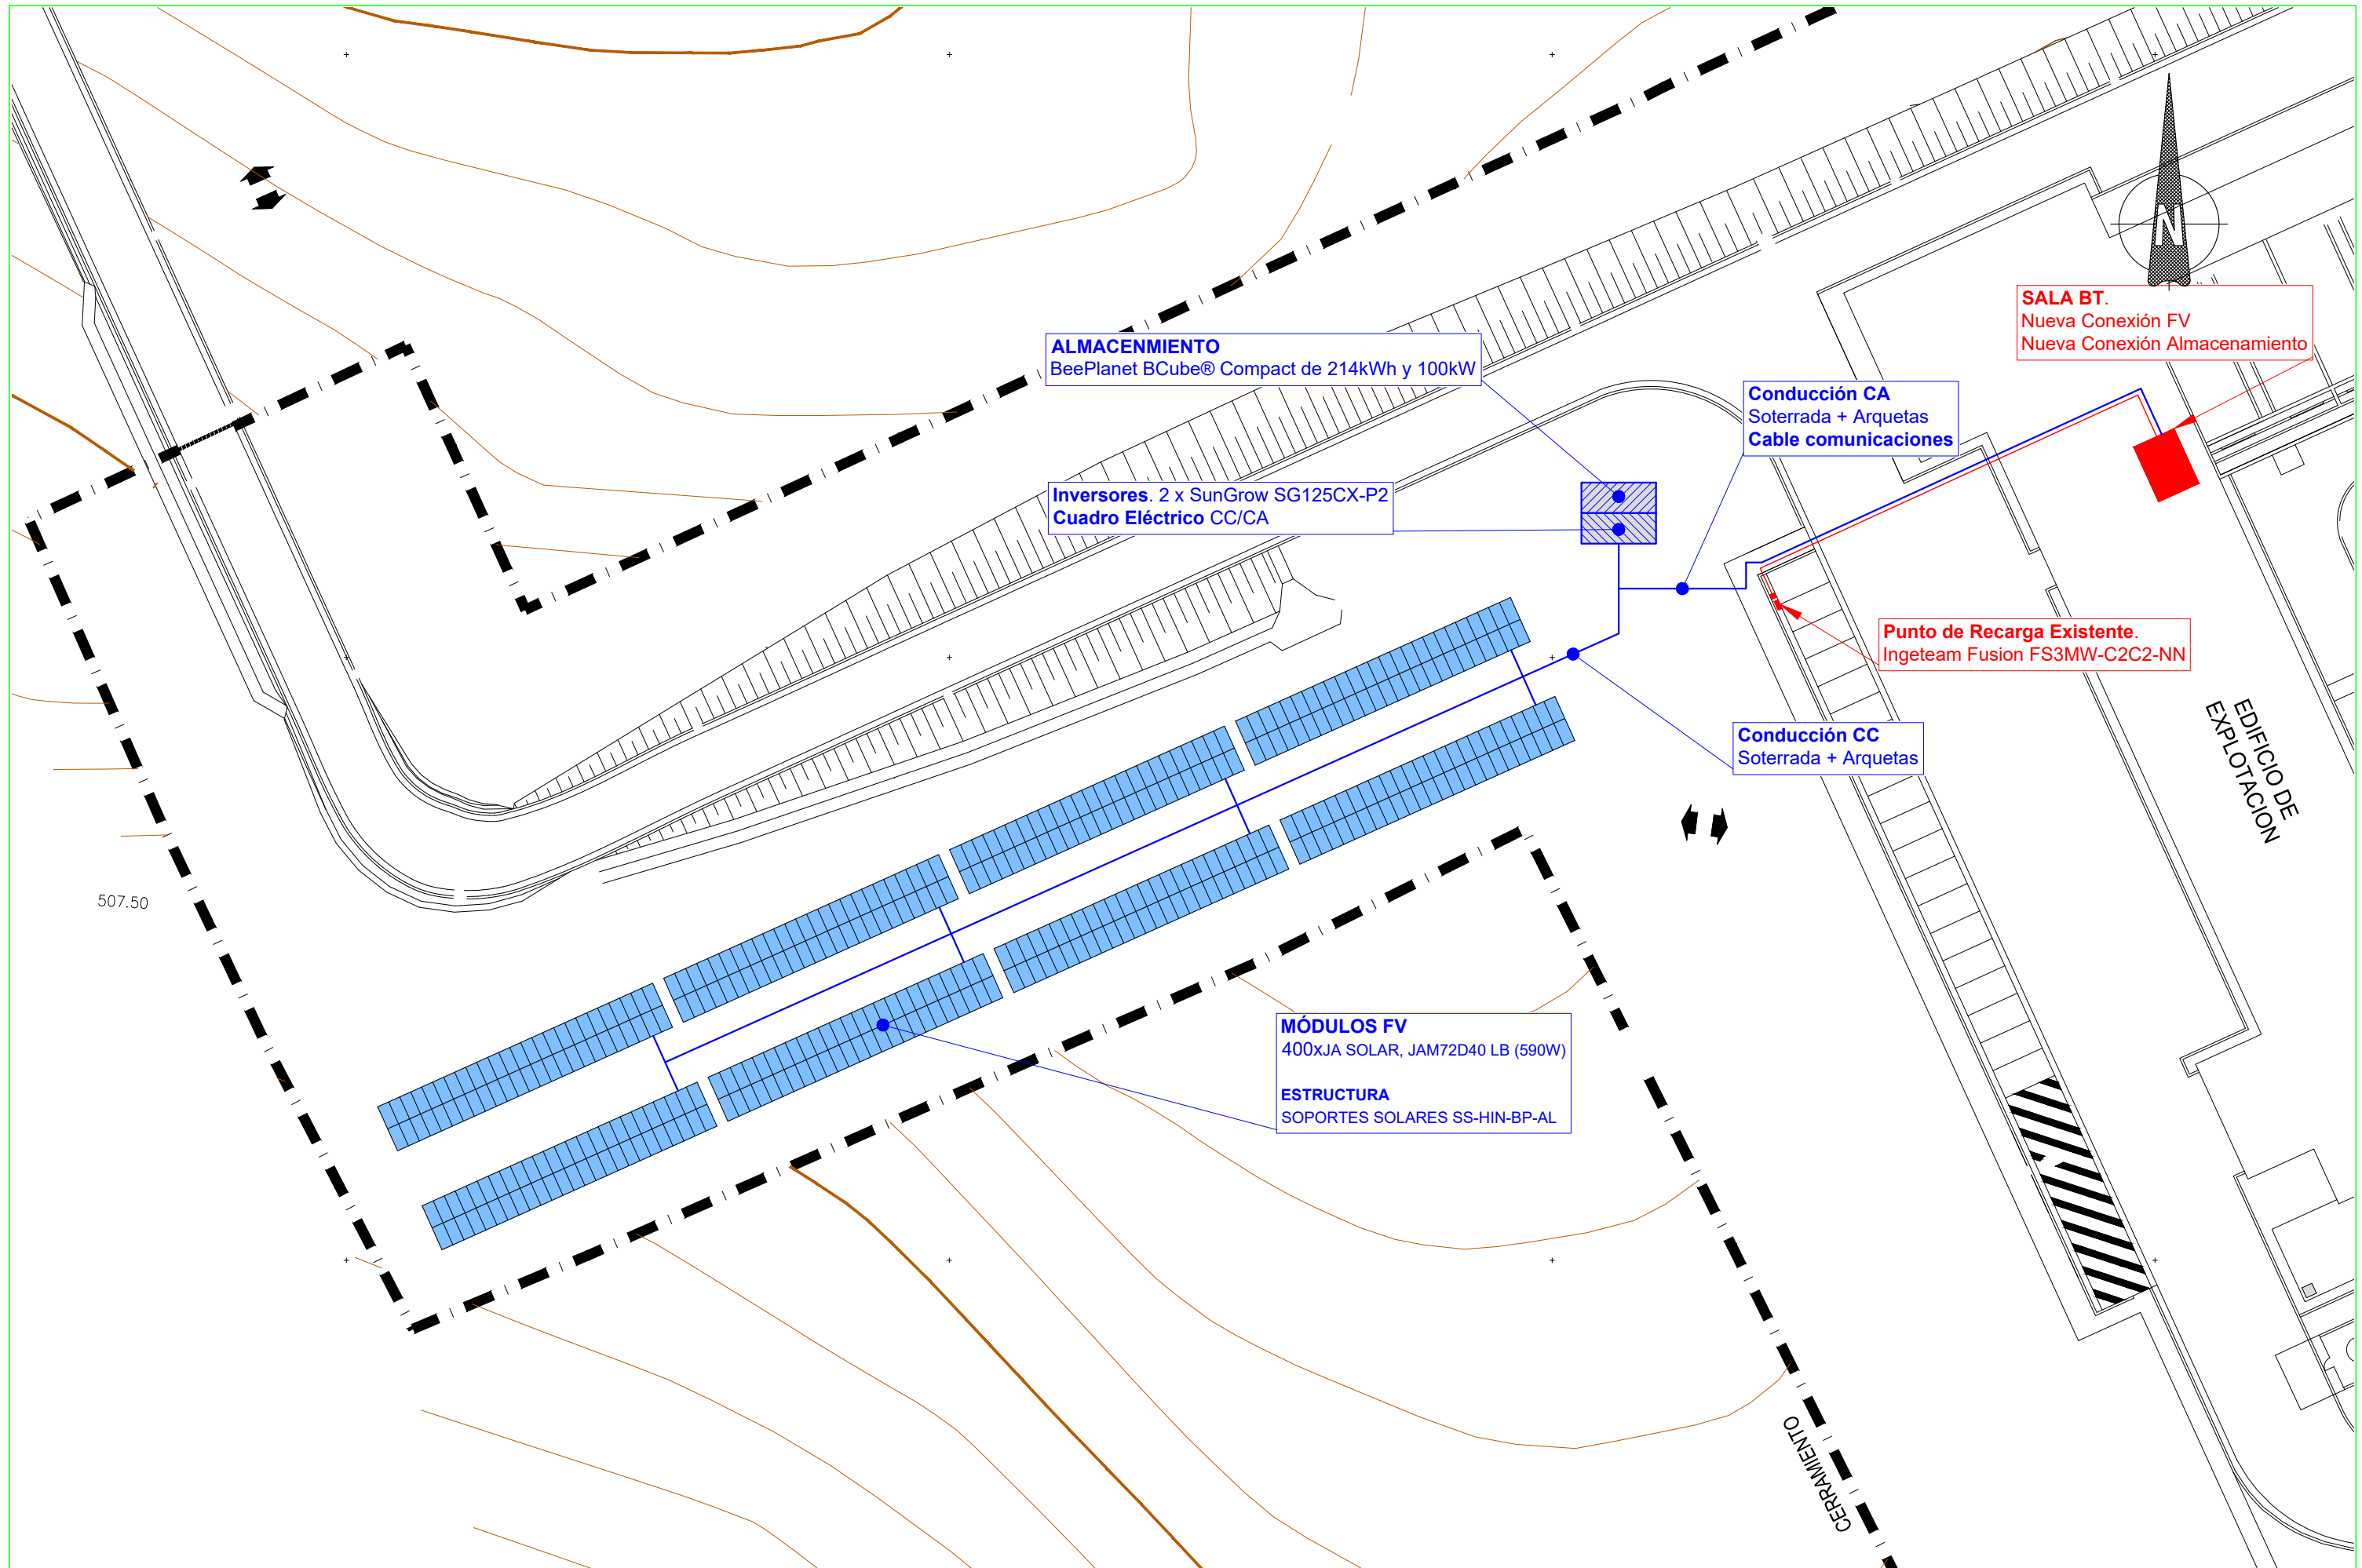 N
SALA BT.
Nueva Conexión FV
Nueva Conexión Almacenamiento
ALMACENMIENTO
BeePlanet BCube® Compact de 214kWh y 100kW
Conducción CA
Soterrada + Arquetas
Cable comunicaciones
Inversores. 2 x SunGrow SG125CX-P2
Cuadro Eléctrico CC/CA
Punto de Recarga Existente.
Ingeteam Fusion FS3MW-C2C2-NN
Conducción CC
Soterrada + Arquetas
EDIFICIO DE
EXPLOTACION
507.50
MÓDULOS FV
400xJA SOLAR, JAM72D40 LB (590W)
ESTRUCTURA
SOPORTES SOLARES SS-HIN-BP-AL
CERRAMIENTO